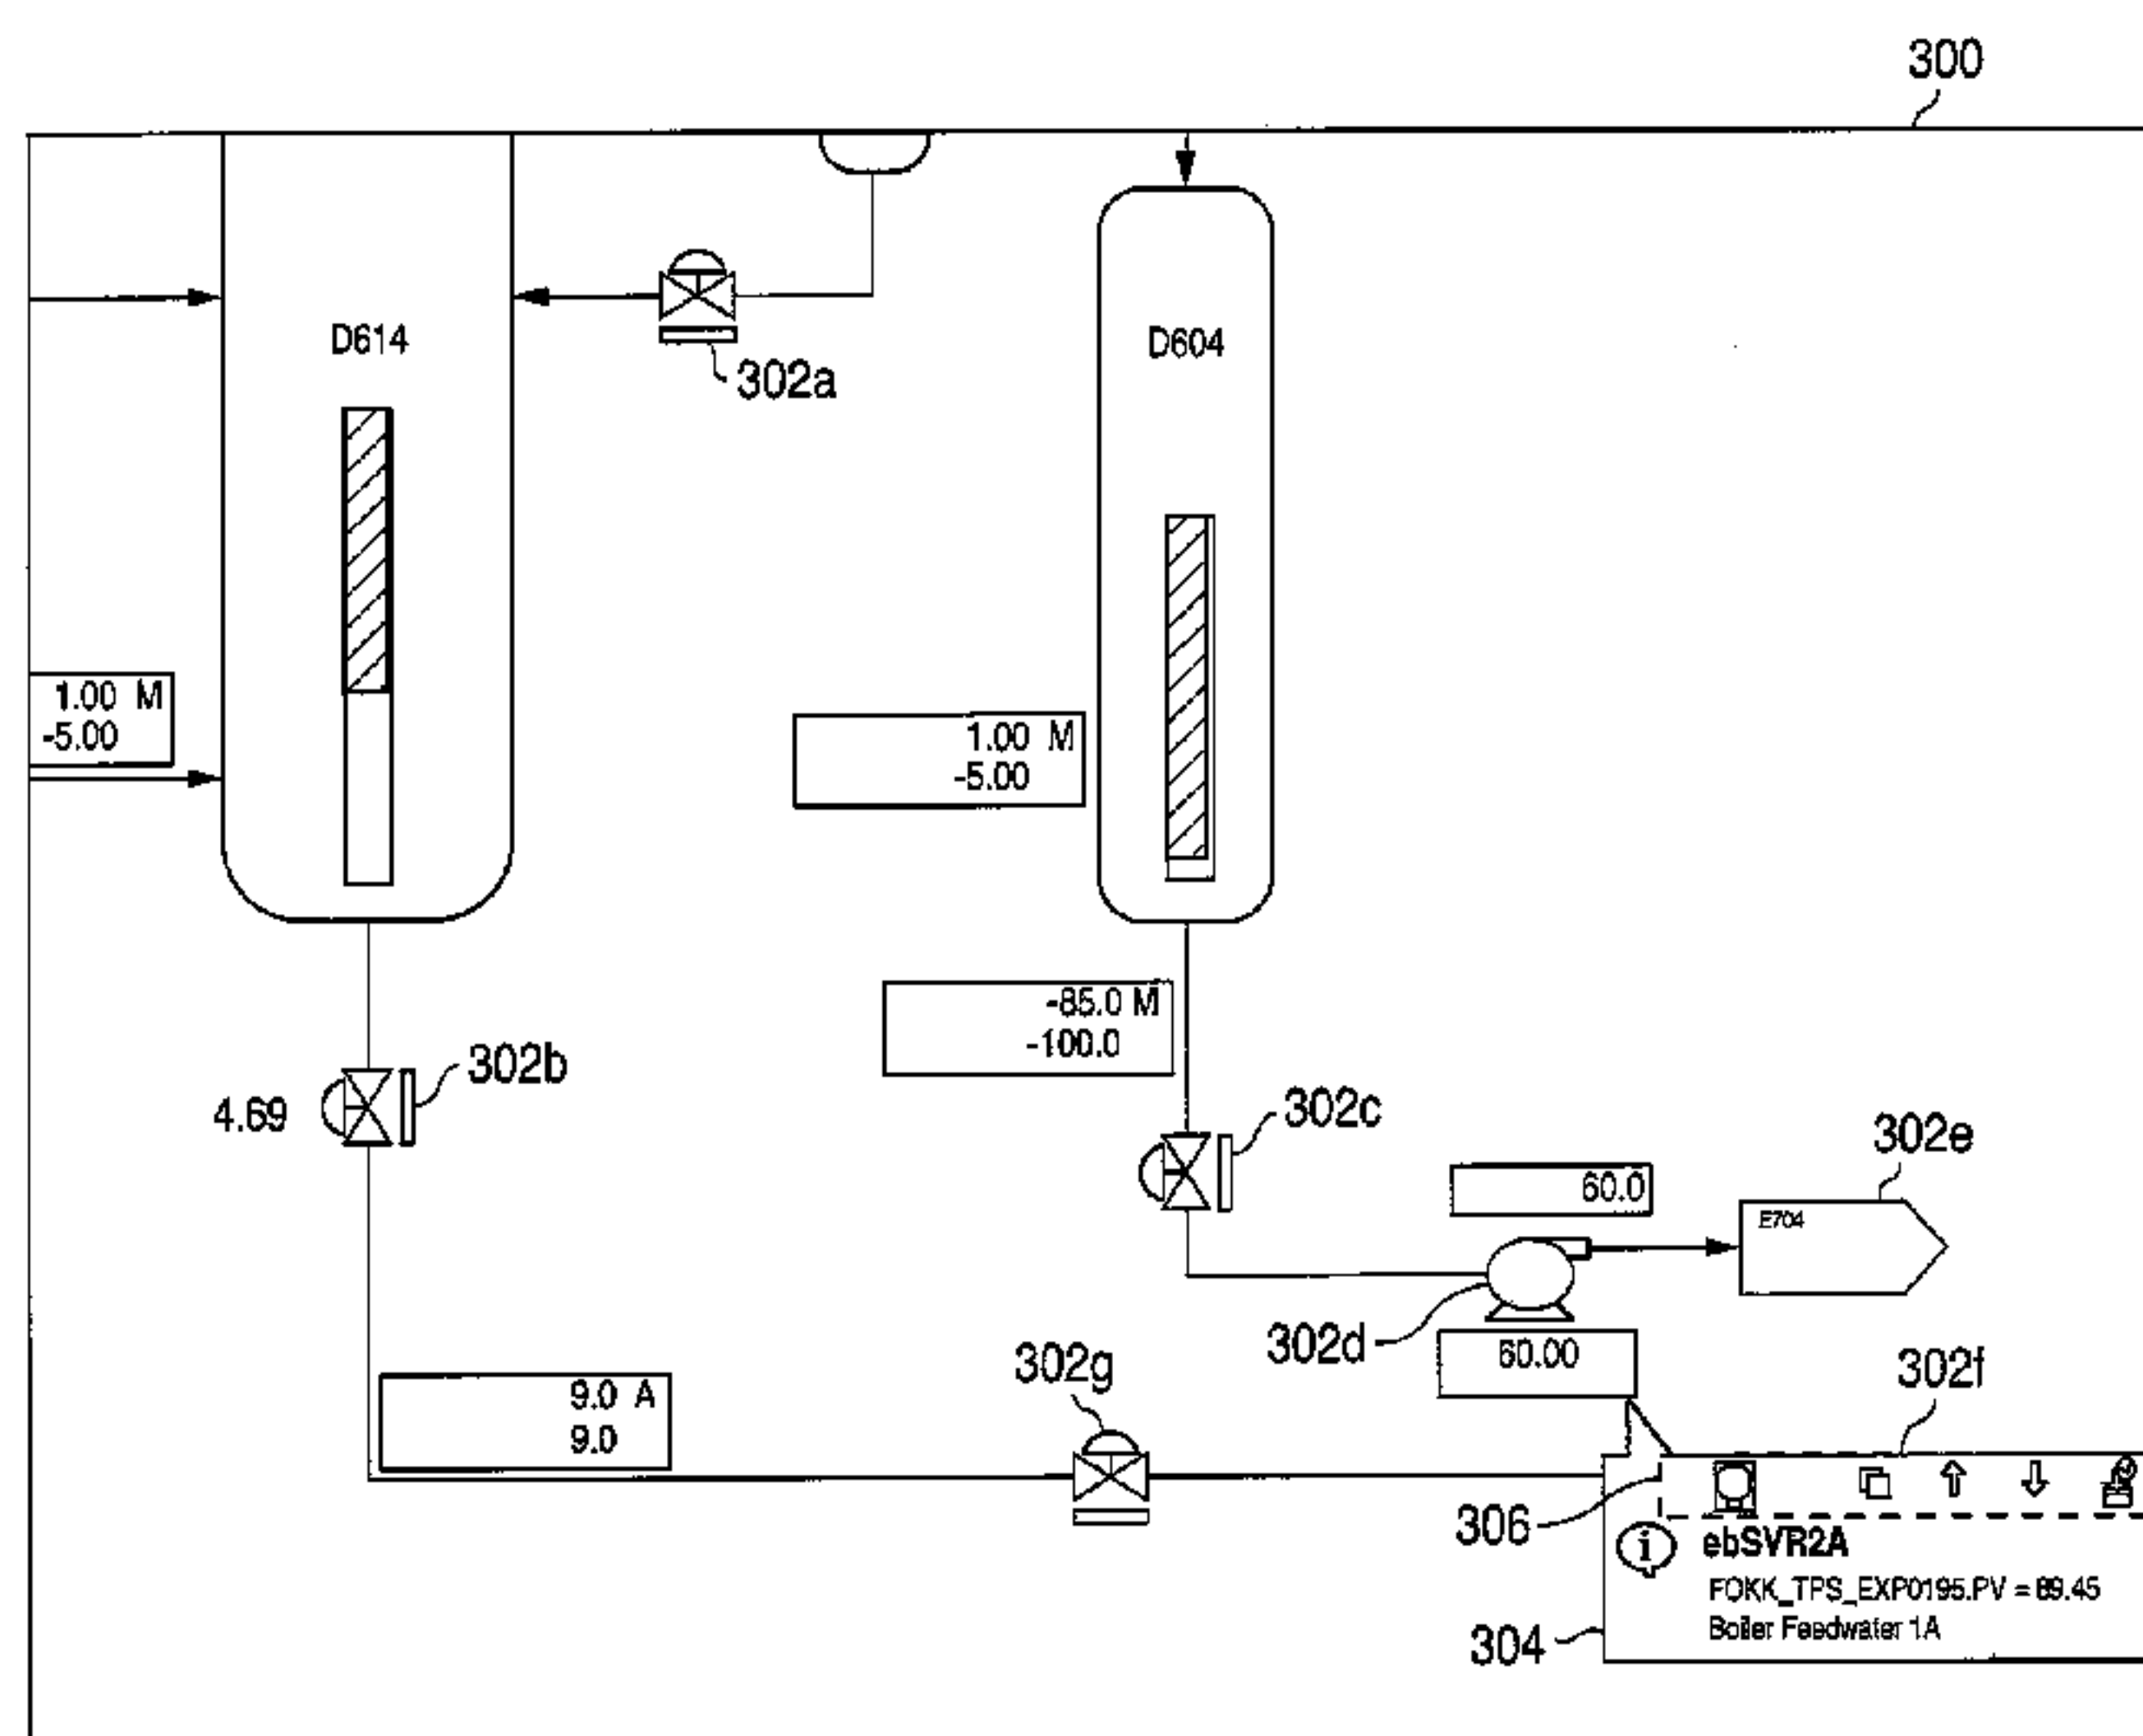 300
D614
D604
302a
1.00 M
-5.00
1.00 M
-5.00
-85.0 M
-100.0
302b
4.69
302c
302e
60.0
E704
302d
60.00
302g
302f
9.0 A
9.0
306
i
ebSVR2A
FOKK_TPS_EXP0195.PV = 89.45
Boiler Feedwater 1A
304